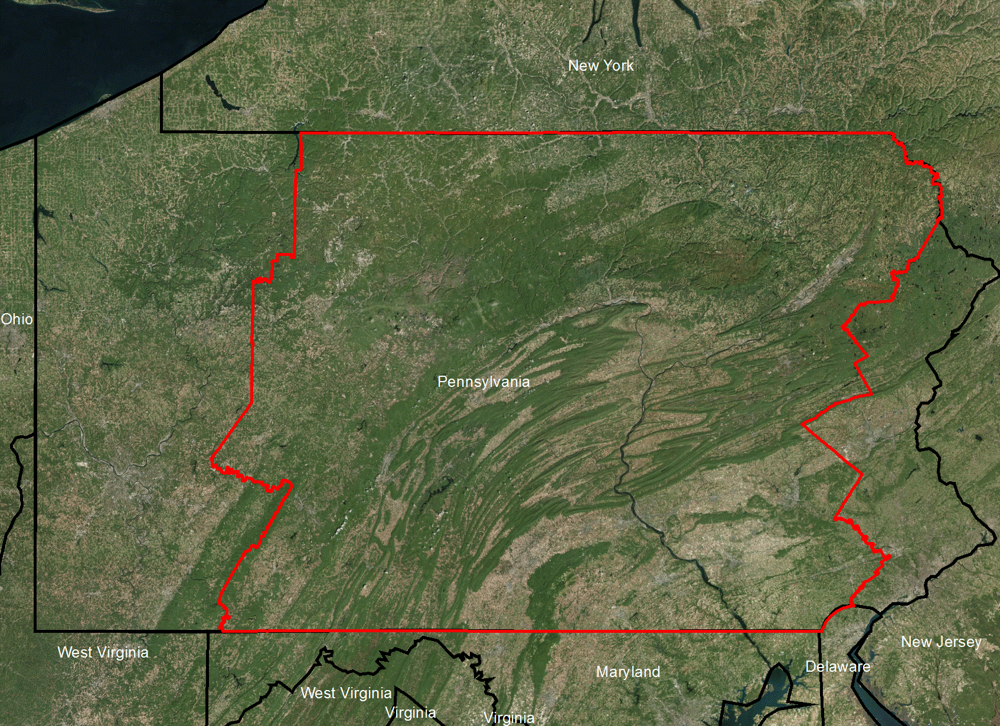 New York
Ohio
Pennsylvania
New Jersey
West Virginia
Delaware
Maryland
West Virginia
Virginia
Virginia